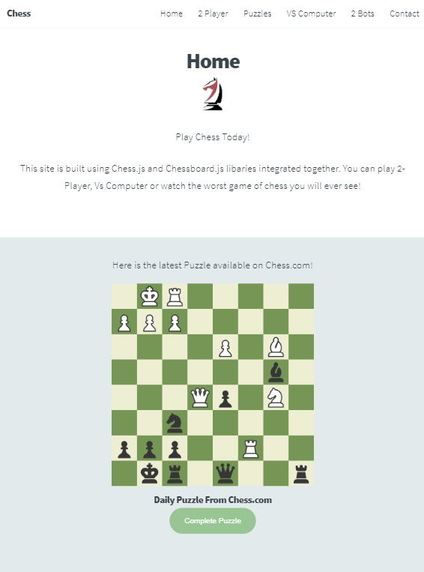 Chess
Home 2 Player Puzzles VS Computer 2 Bots Contact
Home
Play Chess Today!
This site is built using Chess.js and Chessboard.js libaries integrated together. You can play 2-
Player, Vs Computer or watch the worst game of chess you will ever see!
Here is the latest Puzzle available on Chess.com!
Daily Puzzle From Chess.com
Complete Puzzle